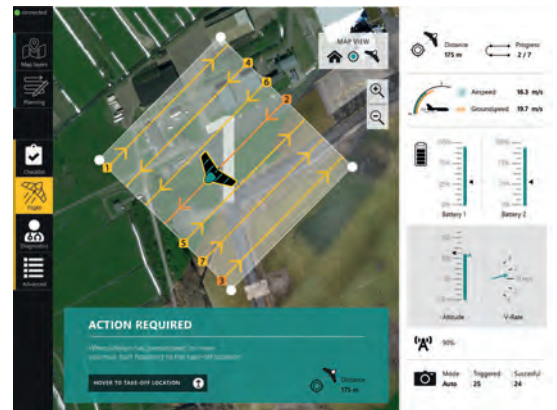 connected
Map layers
Planning
Checklist
Flight
Diagnostics
Advanced
MAP VIEW
4
6
2
1
1
5
7
3
ACTION REQUIRED
HOVER TO TAKE-OFF LOCATION
Distance
175 m
Distance
175 m
Progress
2 / 7
Airspeed
16.3 m/s
Groundspeed
19.7 m/s
Battery 1
Battery 2
Altitude
V-Rate
90%
Mode
Auto
Triggered
25
Succesful
24